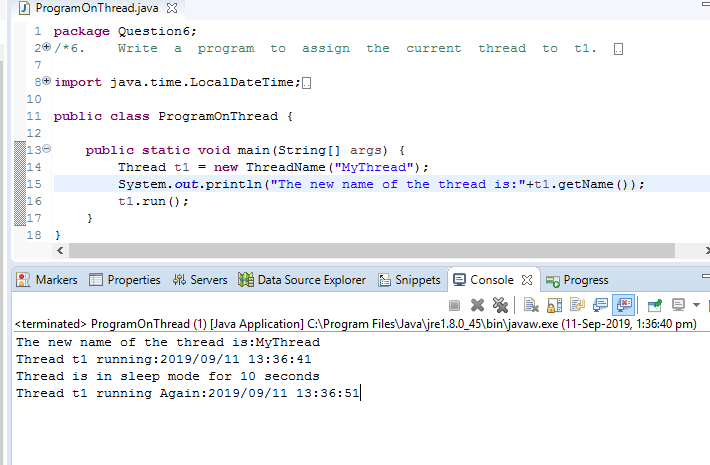 ProgramOnThread.java
1 package Question6;
2 /*6. Write a program to assign the current thread to t1.
7
8 import java.time.LocalDateTime;
10
11 public class ProgramOnThread {
12
13 public static void main(String[] args) {
14 Thread t1 = new ThreadName("MyThread");
15 System.out.println("The new name of the thread is:"+t1.getName());
16 t1.run();
17 }
18 }
Markers Properties Servers Data Source Explorer Snippets Console Progress
<terminated> ProgramOnThread (1) [Java Application] C:\Program Files\Java\jre1.8.0_45\bin\javaw.exe (11-Sep-2019, 1:36:40 pm)
The new name of the thread is:MyThread
Thread t1 running:2019/09/11 13:36:41
Thread is in sleep mode for 10 seconds
Thread t1 running Again:2019/09/11 13:36:51